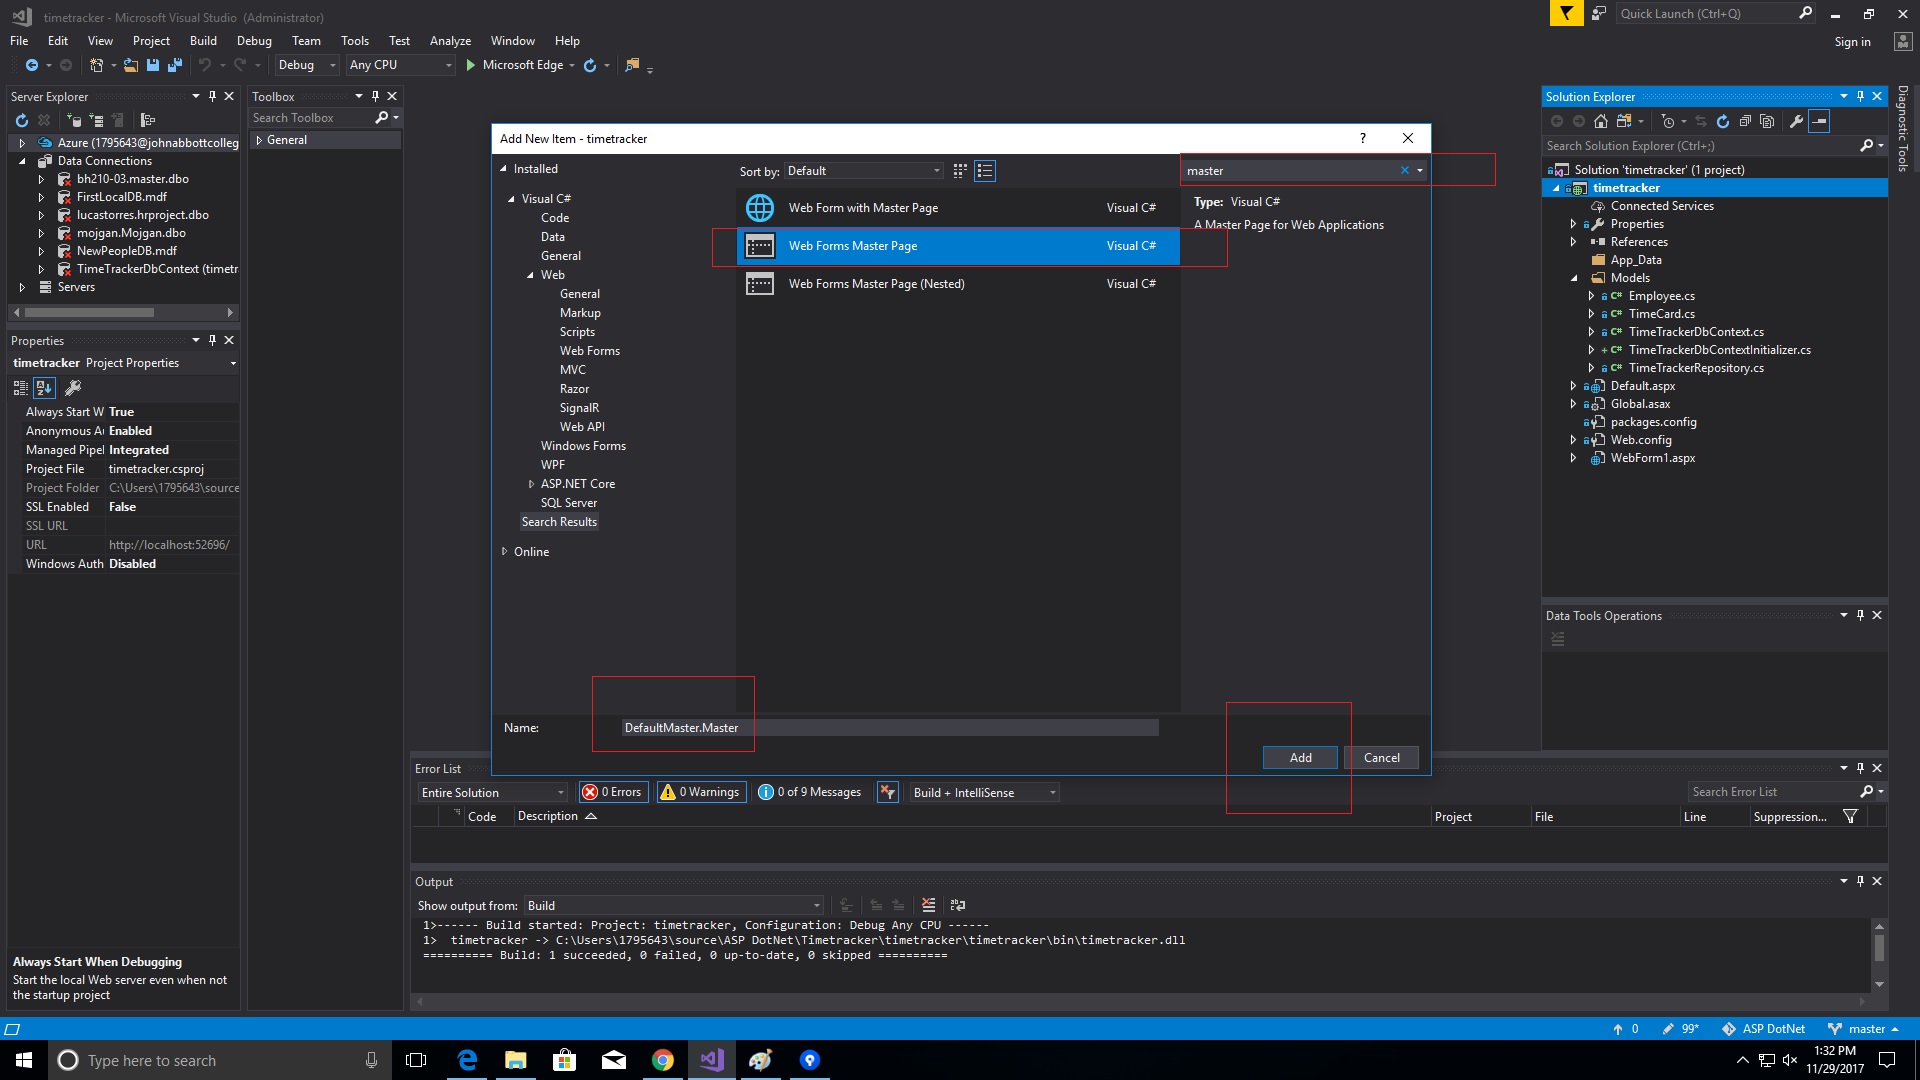 timetracker - Microsoft Visual Studio (Administrator)
Quick Launch (Ctrl+Q)
File Edit View Project Build Debug Team Tools Test Analyze Window Help
Sign in
Debug Any CPU Microsoft Edge
Server Explorer
Azure (1795643@johnabbottcolleg
Data Connections
bh210-03.master.dbo
FirstLocalDB.mdf
lucastorres.hrproject.dbo
mojgan.Mojgan.dbo
NewPeopleDB.mdf
TimeTrackerDbContext (timetr
Servers
Properties
timetracker Project Properties
Always Start W True
Anonymous Au Enabled
Managed Pipel Integrated
Project File timetracker.csproj
Project Folder C:\Users\1795643\source
SSL Enabled False
SSL URL
URL http://localhost:52696/
Windows Auth Disabled
Always Start When Debugging
Start the local Web server even when not
the startup project
Toolbox
Search Toolbox
General
Add New Item - timetracker
?
Installed
Visual C#
Code
Data
General
Web
General
Markup
Scripts
Web Forms
MVC
Razor
SignalR
Web API
Windows Forms
WPF
ASP.NET Core
SQL Server
Search Results
Online
Sort by: Default
Web Form with Master Page Visual C#
Web Forms Master Page Visual C#
Web Forms Master Page (Nested) Visual C#
master
Type: Visual C#
A Master Page for Web Applications
Name: DefaultMaster.Master
Add Cancel
Solution Explorer
Search Solution Explorer (Ctrl+;)
Solution 'timetracker' (1 project)
timetracker
Connected Services
Properties
References
App_Data
Models
C# Employee.cs
C# TimeCard.cs
C# TimeTrackerDbContext.cs
C# TimeTrackerDbContextInitializer.cs
C# TimeTrackerRepository.cs
Default.aspx
Global.asax
packages.config
Web.config
WebForm1.aspx
Data Tools Operations
Diagnostic Tools
Error List
Entire Solution 0 Errors 0 Warnings 0 of 9 Messages Build + IntelliSense Search Error List
Code Description Project File Line Suppression...
Output
Show output from: Build
1>------ Build started: Project: timetracker, Configuration: Debug Any CPU ------
1>  timetracker -> C:\Users\1795643\source\ASP DotNet\Timetracker\timetracker\timetracker\bin\timetracker.dll
========== Build: 1 succeeded, 0 failed, 0 up-to-date, 0 skipped ==========
0 99* ASP DotNet master
Type here to search
1:32 PM
11/29/2017